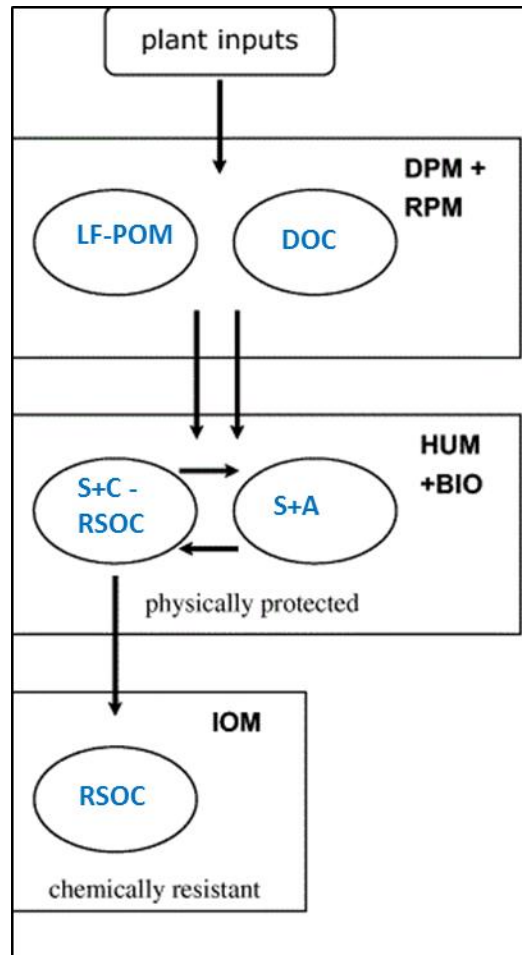 plant inputs
DPM +
RPM
LF-POM
DOC
HUM
+BIO
S+C -
RSOC
S+A
physically protected
IOM
RSOC
chemically resistant